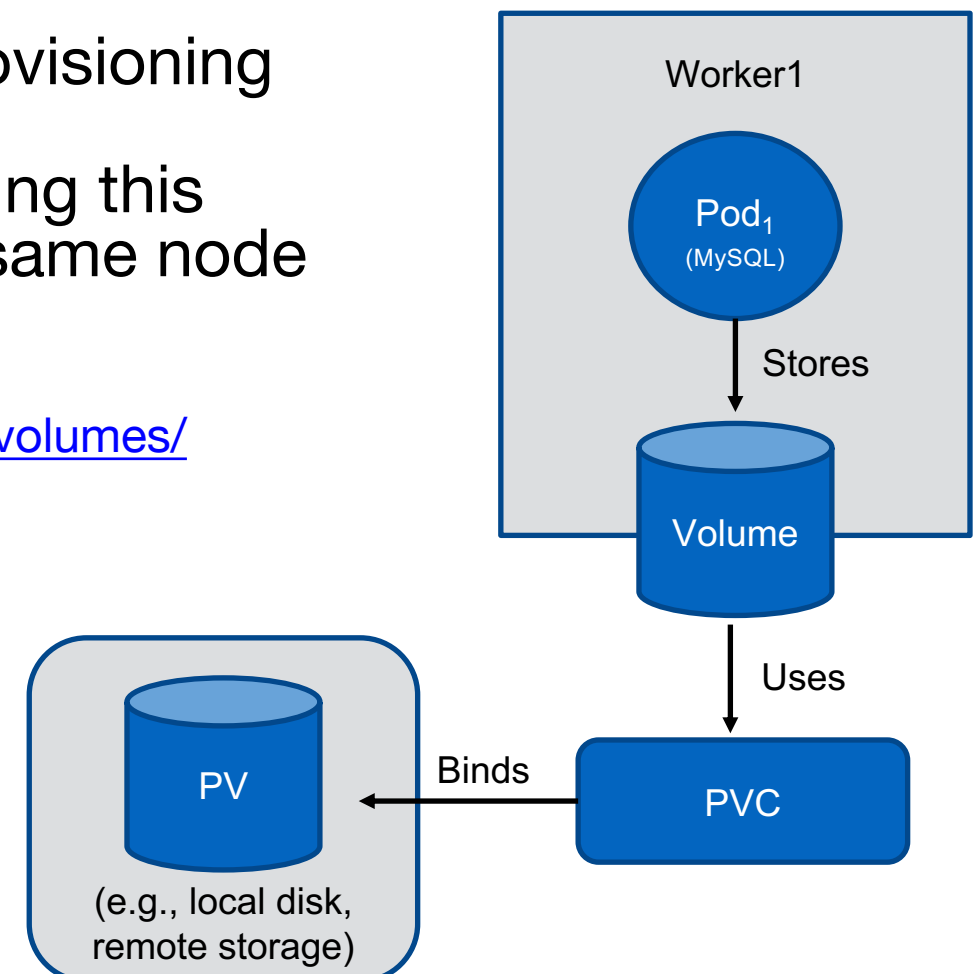 ovisioning
ng this
same node
volumes/
Worker1
Pod₁
(MySQL)
Stores
Volume
Uses
PVC
Binds
PV
(e.g., local disk,
remote storage)